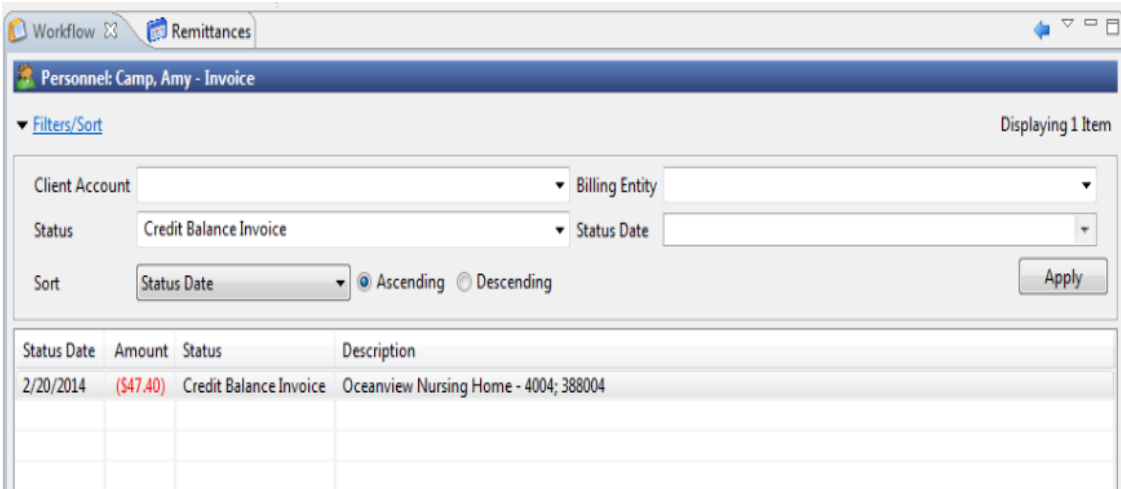 Workflow Remittances
Personnel: Camp, Amy - Invoice
Filters/Sort Displaying 1 Item
Client Account Billing Entity
Status Credit Balance Invoice Status Date
Sort Status Date Ascending Descending Apply
Status Date Amount Status Description
2/20/2014 ($47.40) Credit Balance Invoice Oceanview Nursing Home - 4004; 388004